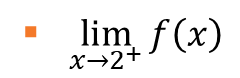 ▪ lim f(x)
x→2⁺